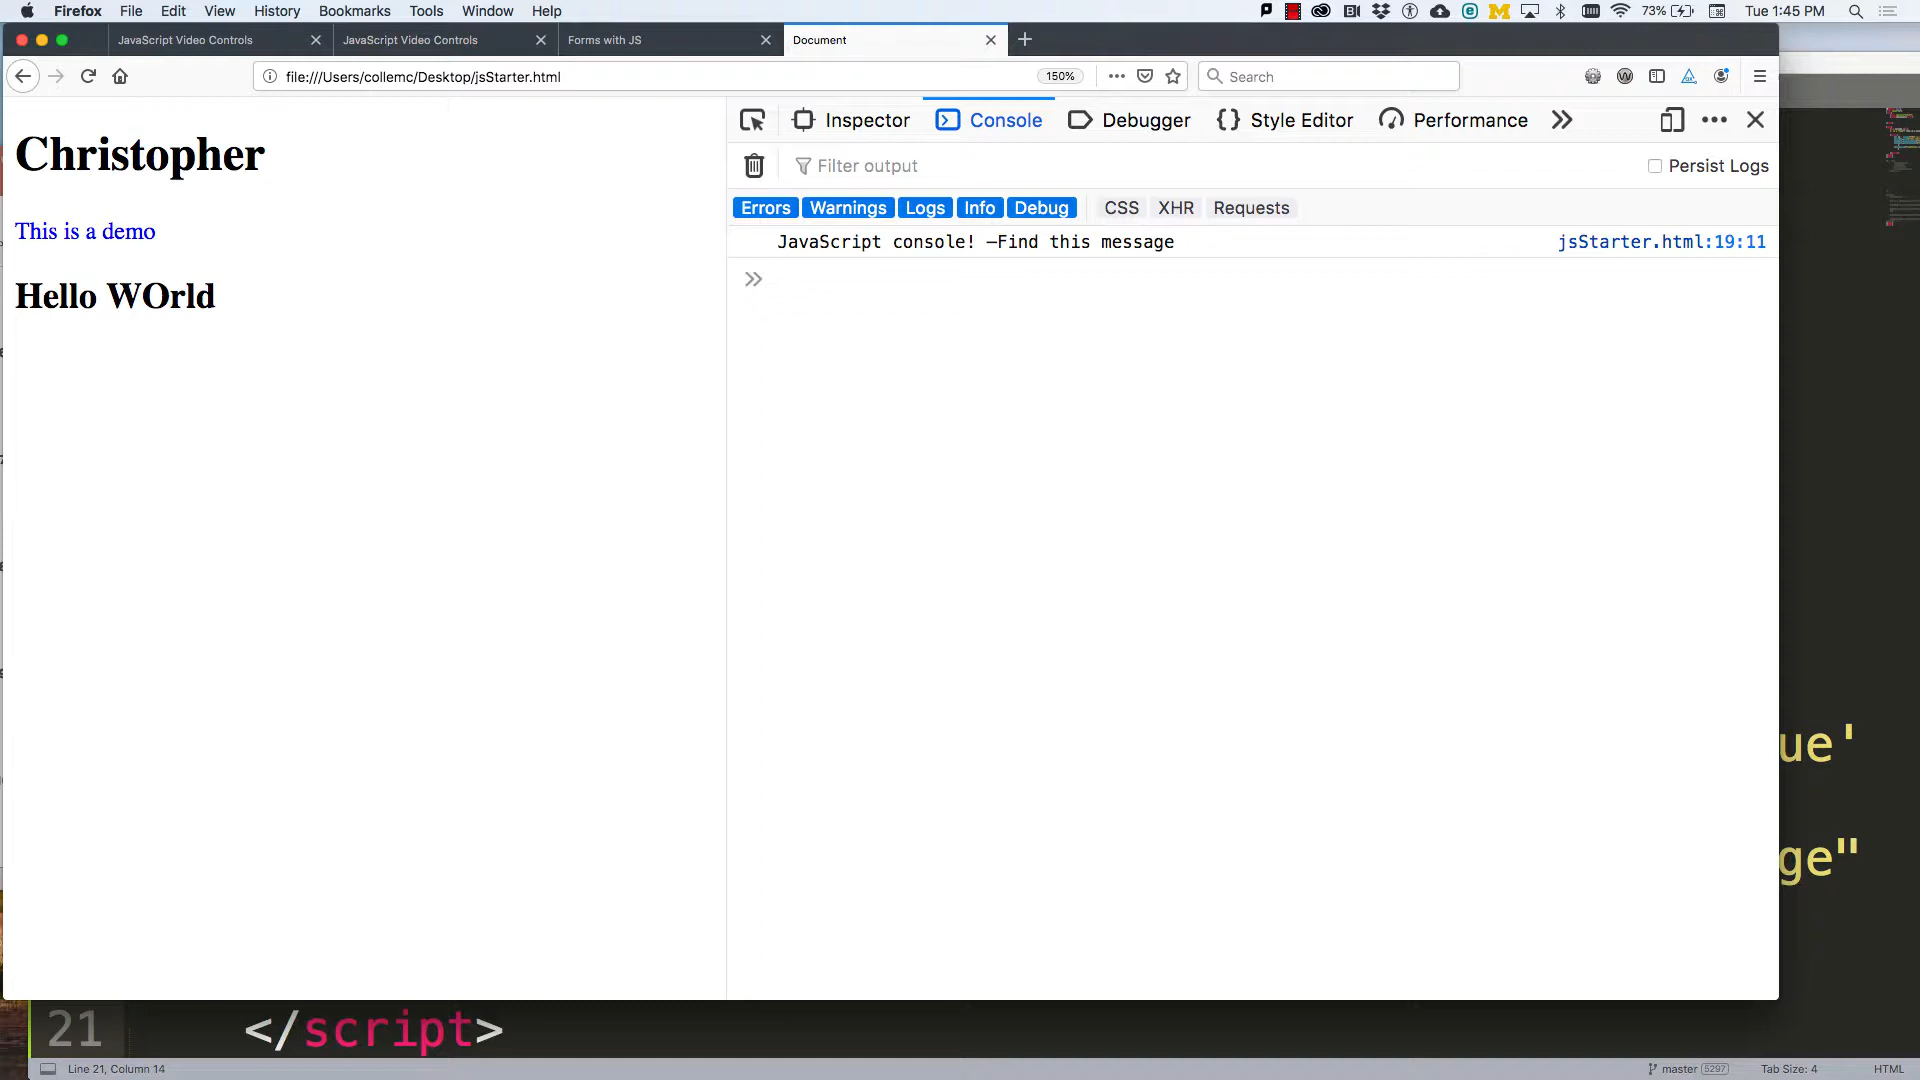 Firefox File Edit View History Bookmarks Tools Window Help 73% Tue 1:45 PM
JavaScript Video Controls JavaScript Video Controls Forms with JS Document
file:///Users/collemc/Desktop/jsStarter.html 150% Search
Christopher
This is a demo
Hello WOrld
Inspector Console Debugger Style Editor Performance
Filter output Persist Logs
Errors Warnings Logs Info Debug CSS XHR Requests
JavaScript console! –Find this message jsStarter.html:19:11
ue'
ge"
21 </script>
Line 21, Column 14 master 5297 Tab Size: 4 HTML